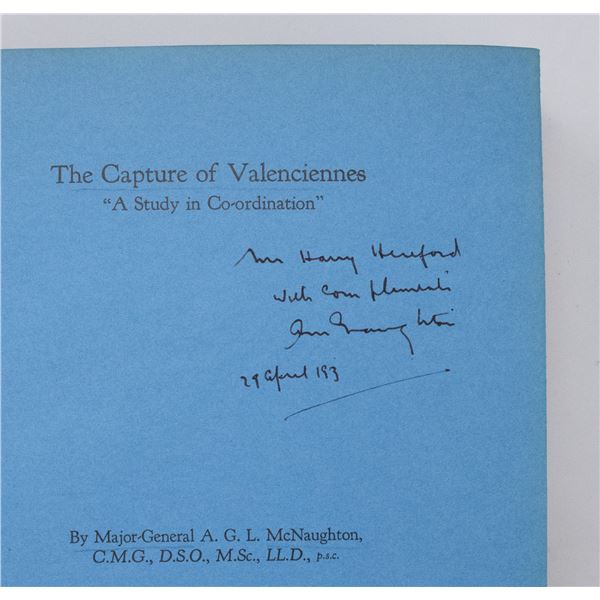 The Capture of Valenciennes
“A Study in Co-ordination”
Mr Harry Hereford
with compliments
McNaughton
29 April 193
By Major-General A. G. L. McNaughton,
C.M.G., D.S.O., M.Sc., LL.D., p.s.c.